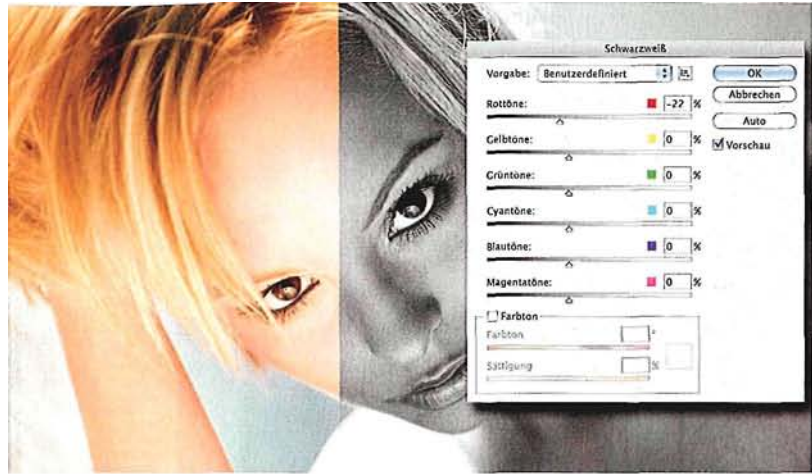 Schwarzweiß
Vorgabe: Benutzerdefiniert
OK
Abbrechen
Auto
Vorschau
Rottöne: -22 %
Gelbtöne: 0 %
Grüntöne: 0 %
Cyantöne: 0 %
Blautöne: 0 %
Magentatöne: 0 %
Farbton
Farbton °
Sättigung %